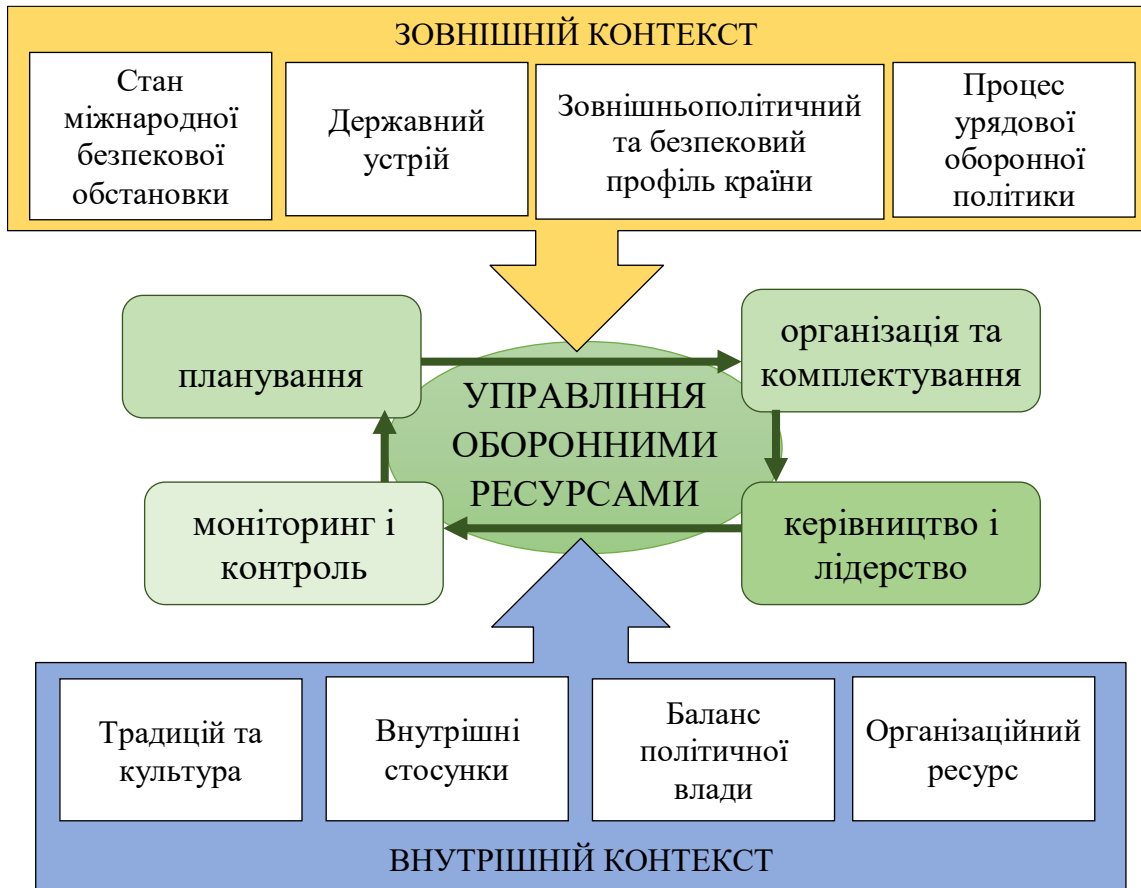 ЗОВНІШНІЙ КОНТЕКСТ
Стан
міжнародної
безпекової
обстановки
Державний
устрій
Зовнішньополітичний
та безпековий
профіль країни
Процес
урядової
оборонної
політики
планування
організація та
комплектування
УПРАВЛІННЯ
ОБОРОННИМИ
РЕСУРСАМИ
моніторинг і
контроль
керівництво і
лідерство
Традицій та
культура
Внутрішні
стосунки
Баланс
політичної
влади
Організаційний
ресурс
ВНУТРІШНІЙ КОНТЕКСТ